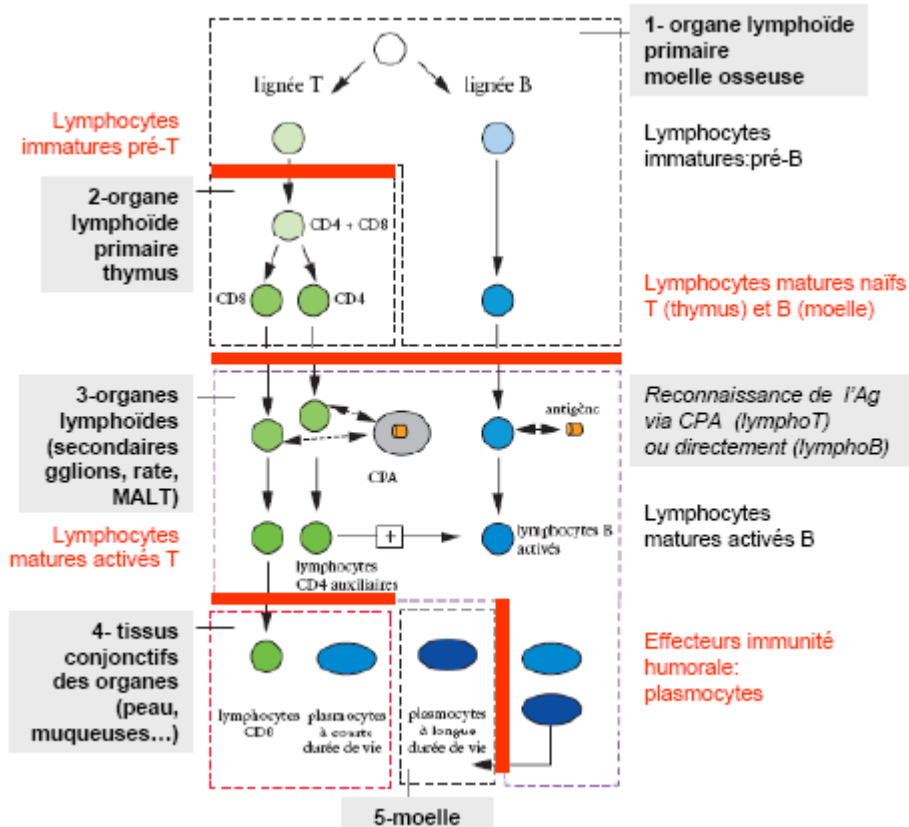 1- organe lymphoïde
primaire
moelle osseuse
lignée T
lignée B
Lymphocytes
immatures pré-T
Lymphocytes
immatures:pré-B
2-organe
lymphoïde
primaire
thymus
CD4 + CD8
CD8
CD4
Lymphocytes matures naïfs
T (thymus) et B (moelle)
3-organes
lymphoïdes
(secondaires
gglions, rate,
MALT)
CPA
antigène
Reconnaissance de l'Ag
via CPA (lymphoT)
ou directement (lymphoB)
Lymphocytes
matures activés T
+
lymphocytes
CD4 auxiliaires
lymphocytes B
activés
Lymphocytes
matures activés B
4- tissus
conjonctifs
des organes
(peau,
muqueuses…)
lymphocytes
CD8
plasmocytes
à courte
durée de vie
plasmocytes
à longue
durée de vie
Effecteurs immunité
humorale:
plasmocytes
5-moelle